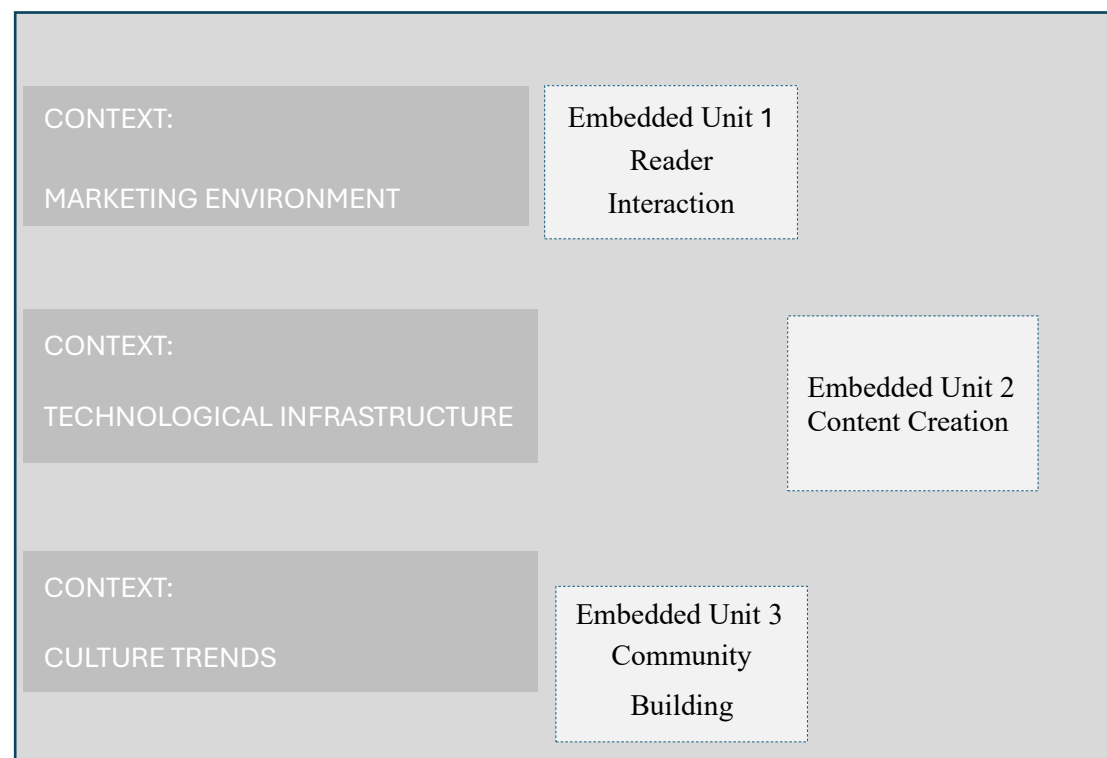 CONTEXT:
MARKETING ENVIRONMENT
Embedded Unit 1
Reader
Interaction
CONTEXT:
TECHNOLOGICAL INFRASTRUCTURE
Embedded Unit 2
Content Creation
CONTEXT:
CULTURE TRENDS
Embedded Unit 3
Community
Building